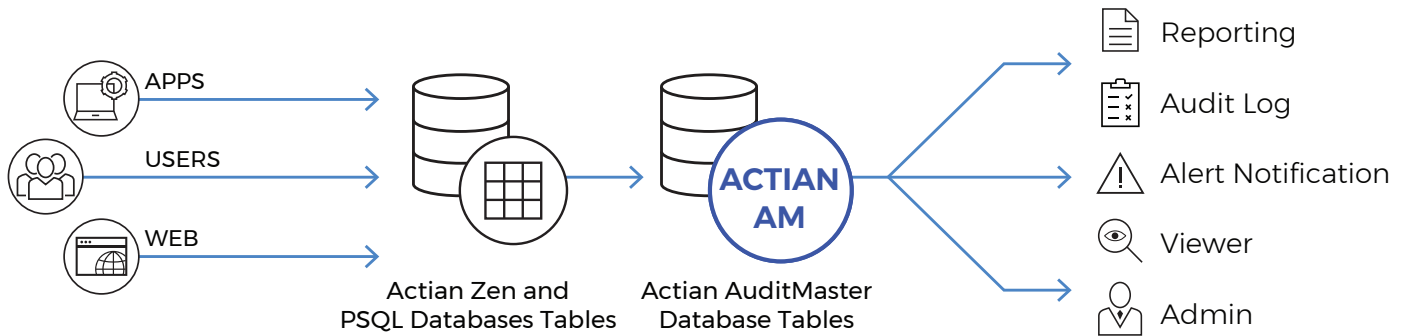 APPS
USERS
WEB
Actian Zen and
PSQL Databases Tables
ACTIAN
AM
Actian AuditMaster
Database Tables
Reporting
Audit Log
Alert Notification
Viewer
Admin